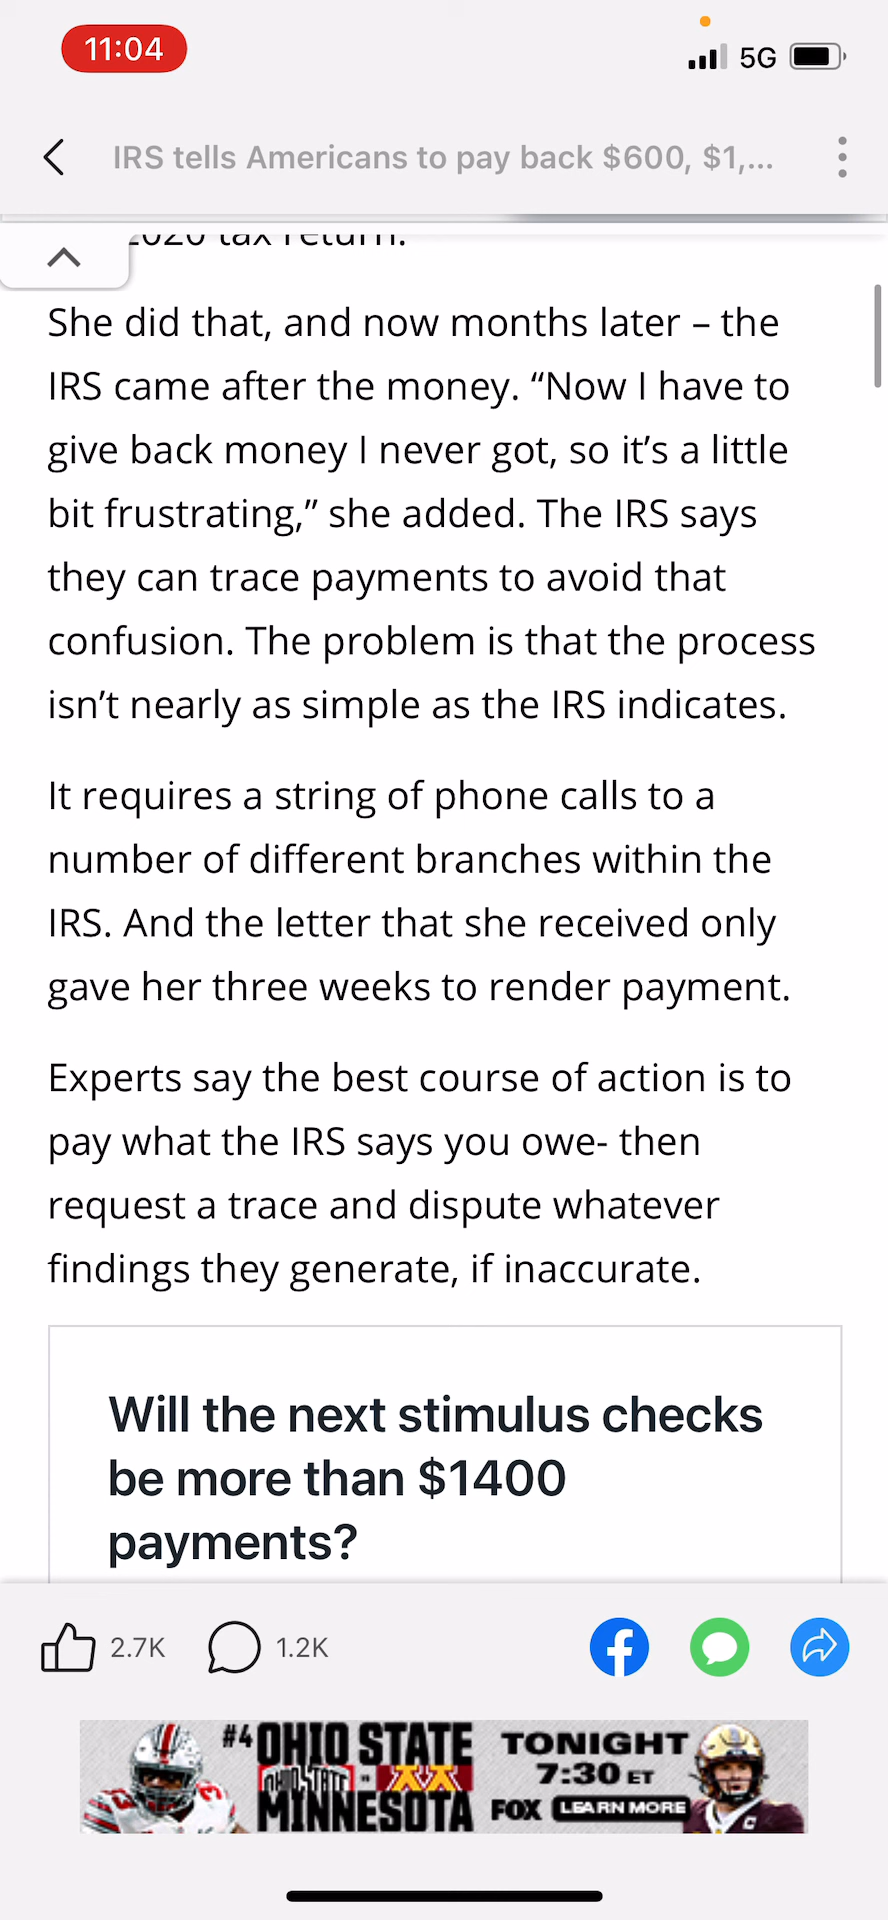 11:04
5G
IRS tells Americans to pay back $600, $1,...
2020 tax return.
She did that, and now months later – the
IRS came after the money. “Now I have to
give back money I never got, so it’s a little
bit frustrating,” she added. The IRS says
they can trace payments to avoid that
confusion. The problem is that the process
isn’t nearly as simple as the IRS indicates.
It requires a string of phone calls to a
number of different branches within the
IRS. And the letter that she received only
gave her three weeks to render payment.
Experts say the best course of action is to
pay what the IRS says you owe- then
request a trace and dispute whatever
findings they generate, if inaccurate.
Will the next stimulus checks
be more than $1400
payments?
2.7K
1.2K
#4 OHIO STATE
OHIO STATE
MINNESOTA
TONIGHT
7:30 ET
FOX LEARN MORE
C